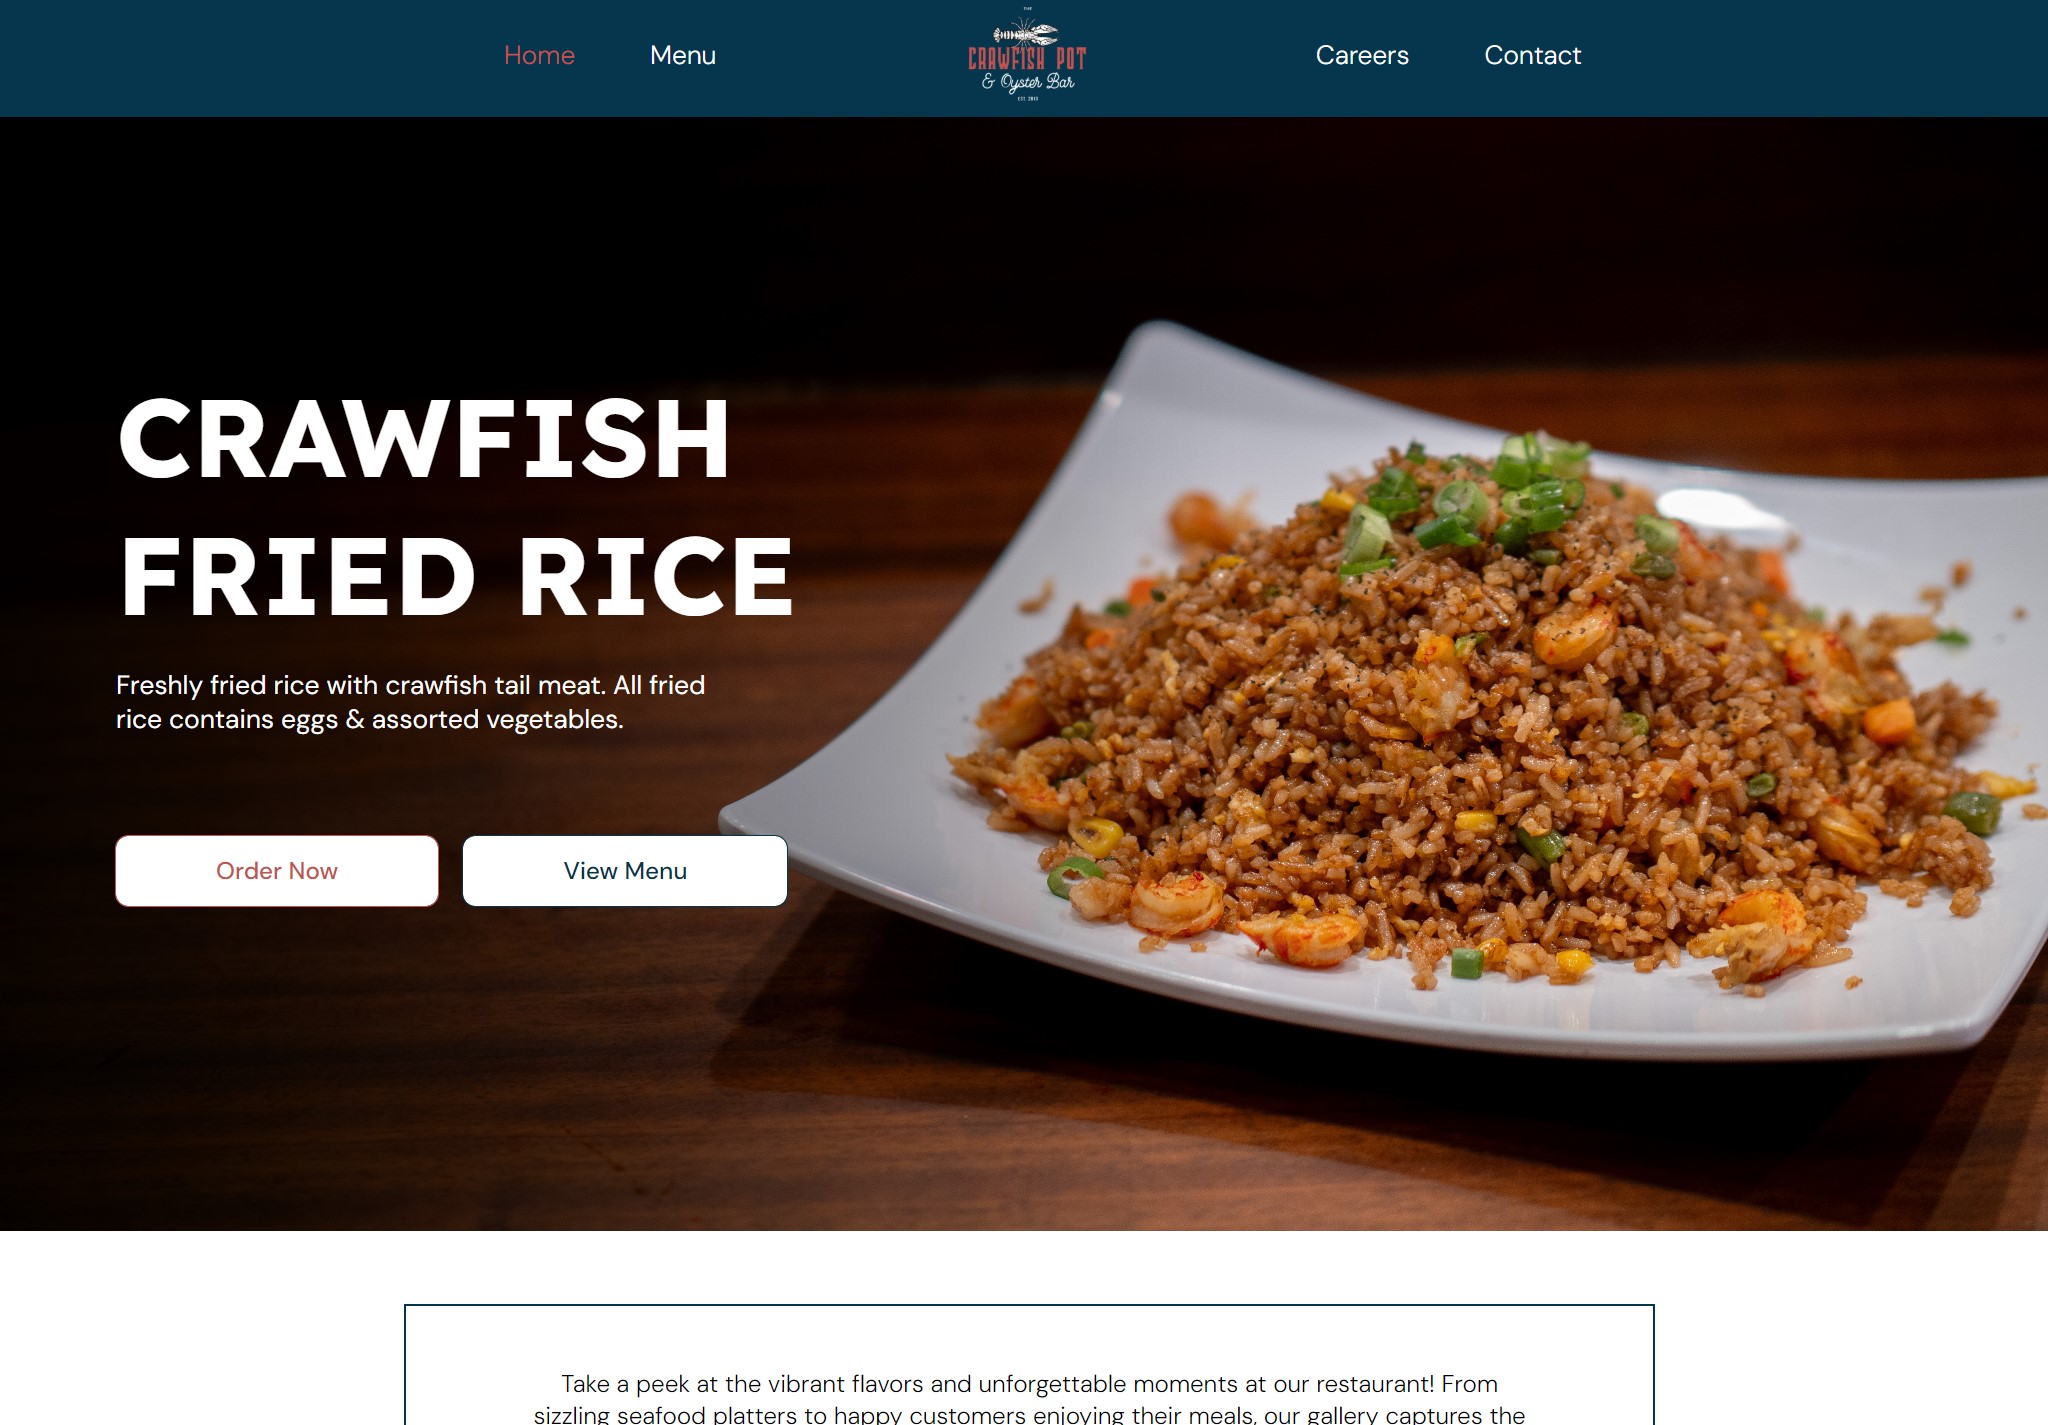 Home
Menu
THE
CRAWFISH POT
& Oyster Bar
Careers
Contact
CRAWFISH
FRIED RICE
Freshly fried rice with crawfish tail meat. All fried
rice contains eggs & assorted vegetables.
Order Now
View Menu
Take a peek at the vibrant flavors and unforgettable moments at our restaurant! From
sizzling seafood platters to happy customers enjoying their meals, our gallery captures the